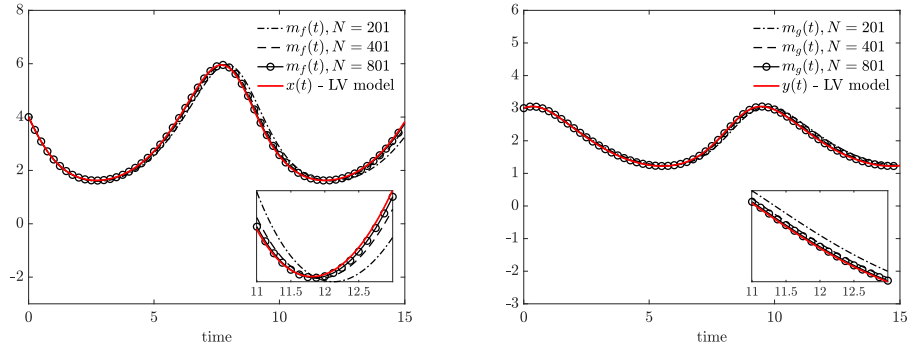 8
6
4
2
0
-2
m_f(t), N = 201
m_f(t), N = 401
m_f(t), N = 801
x(t) - LV model
11 11.5 12 12.5
0 5 10 15
time
6
5
4
3
2
1
0
-1
-2
-3
m_g(t), N = 201
m_g(t), N = 401
m_g(t), N = 801
y(t) - LV model
11 11.5 12 12.5
0 5 10 15
time